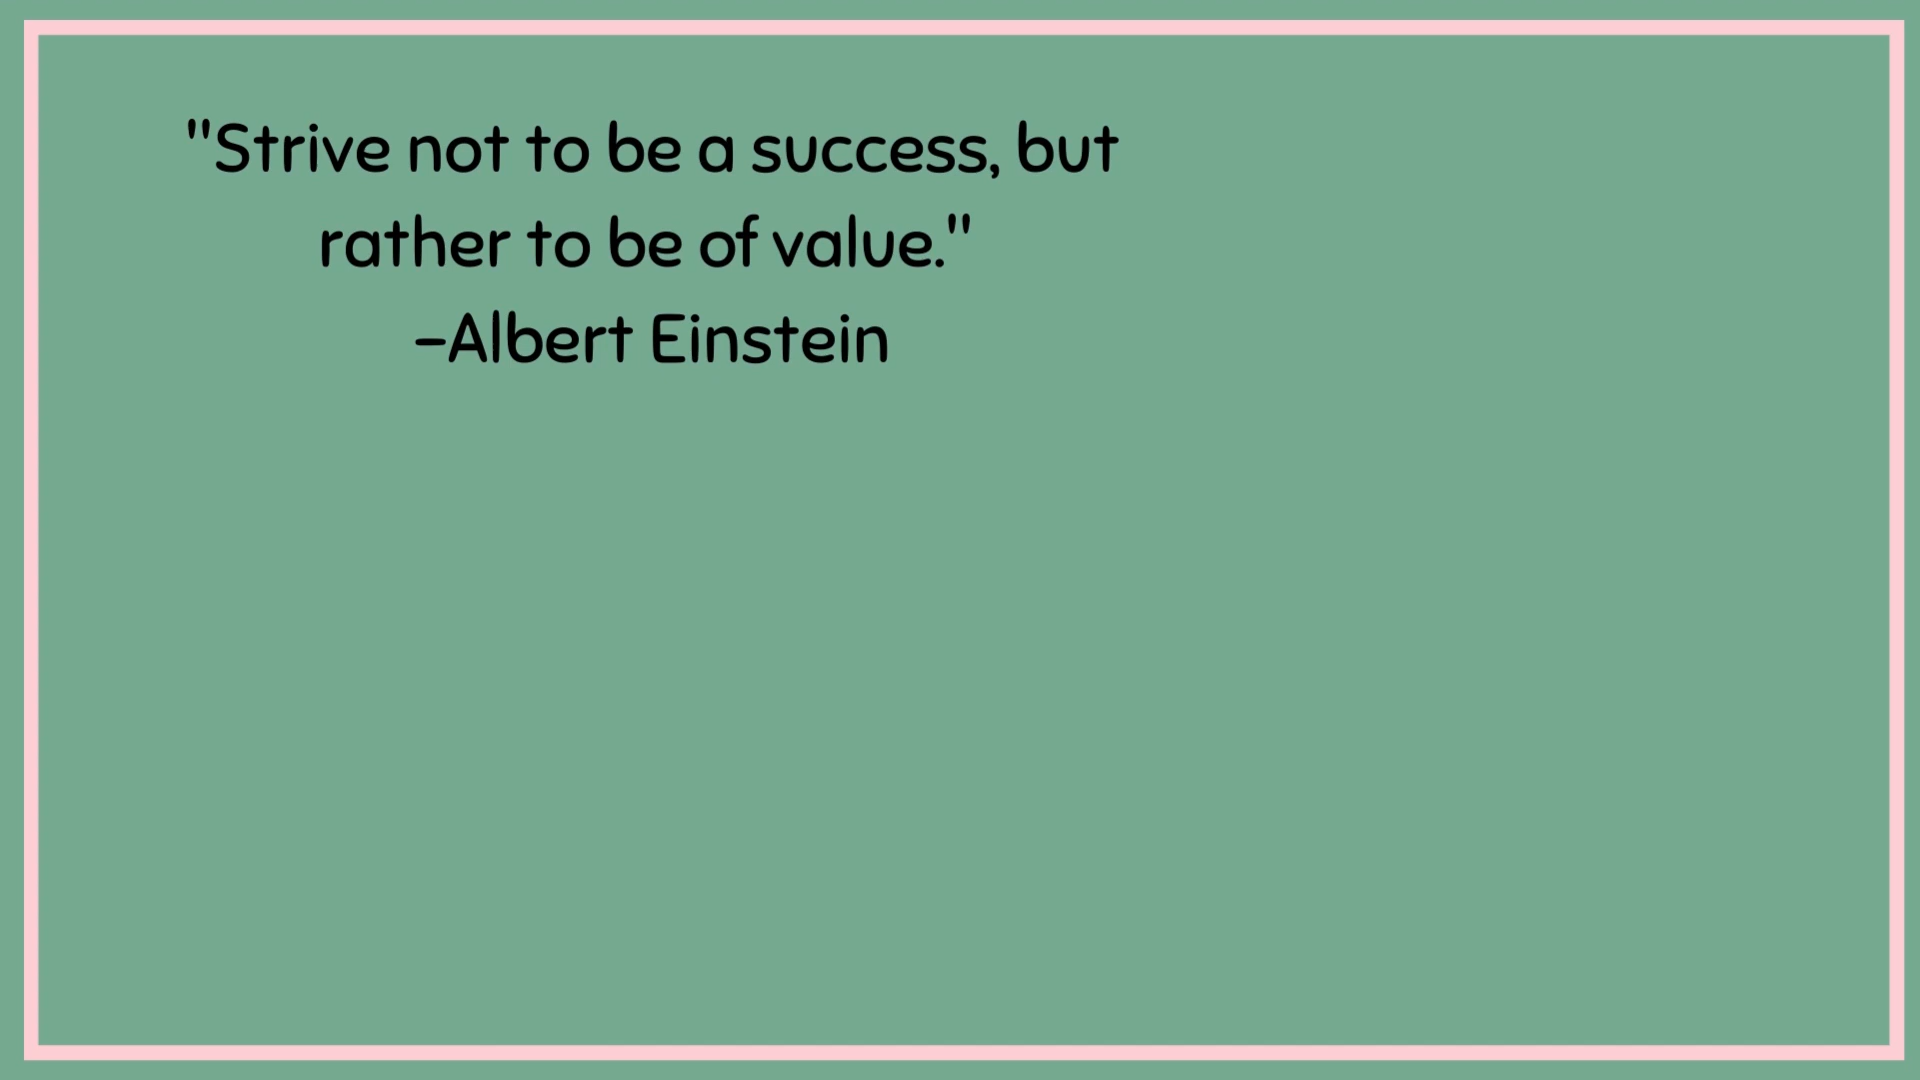 "Strive not to be a success, but
rather to be of value."
-Albert Einstein